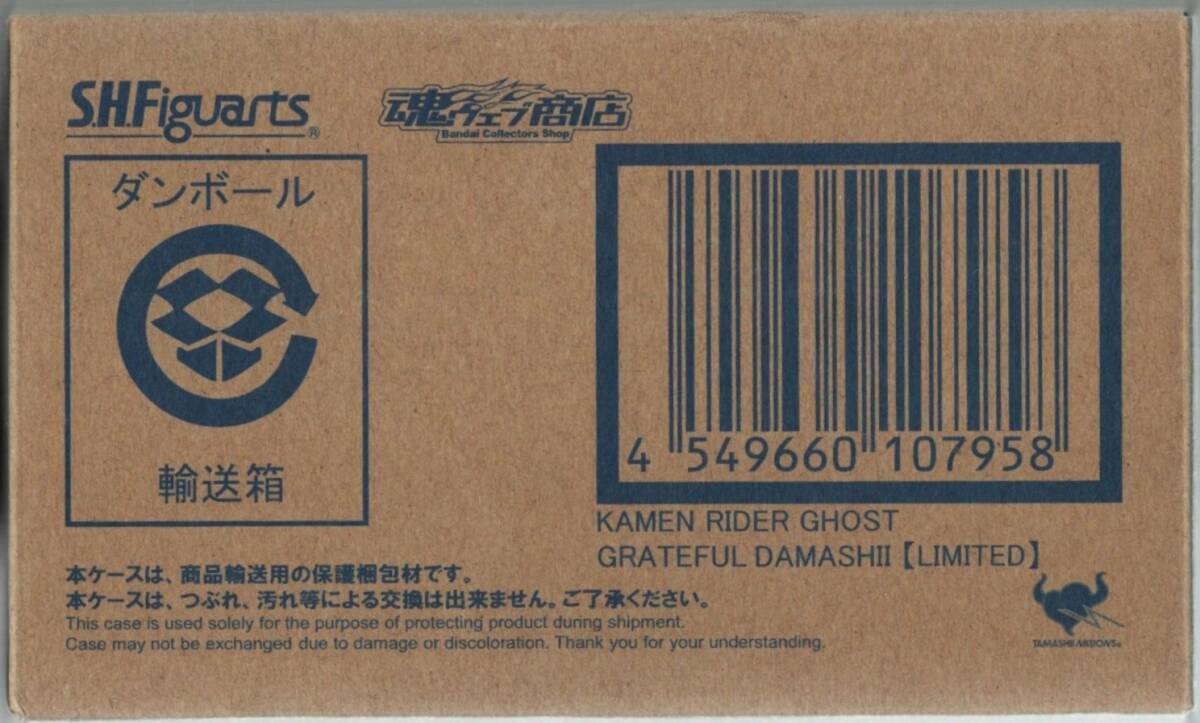 S.H.Figuarts®
魂ウェブ商店
Bandai Collectors Shop
ダンボール
輸送箱
4 549660 107958
KAMEN RIDER GHOST
GRATEFUL DAMASHII【LIMITED】
本ケースは、商品輸送用の保護梱包材です。
本ケースは、つぶれ、汚れ等による交換は出来ません。ご了承ください。
This case is used solely for the purpose of protecting product during shipment.
Case may not be exchanged due to damage or discoloration. Thank you for your understanding.
TAMASHII NATIONS